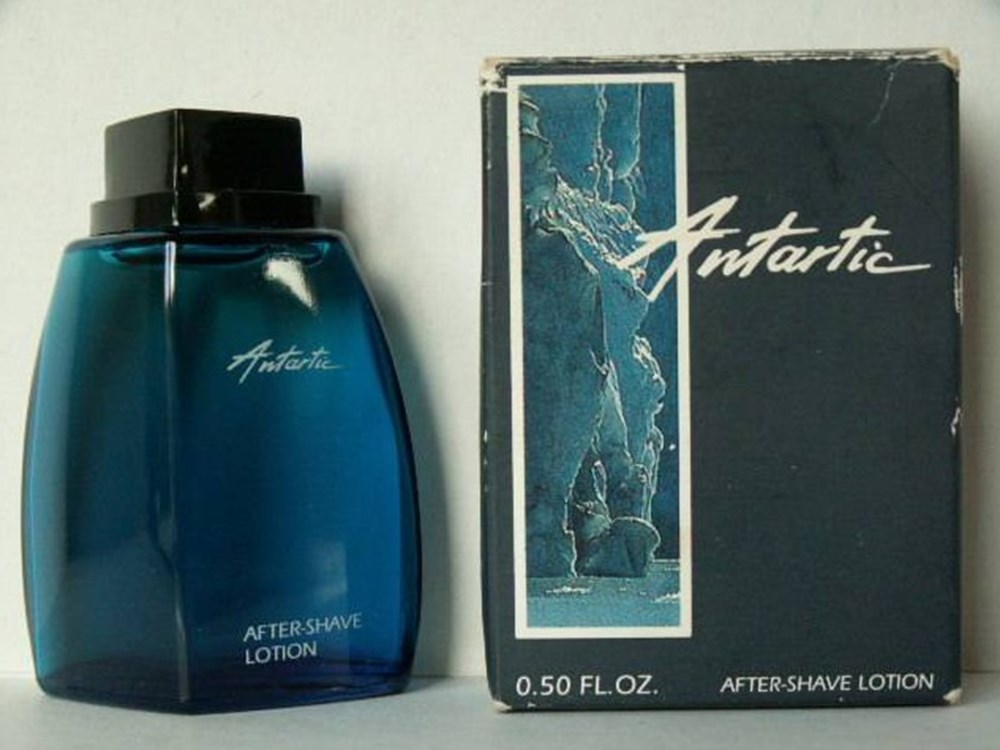 Antartic
AFTER-SHAVE
LOTION
Antartic
0.50 FL.OZ.
AFTER-SHAVE LOTION